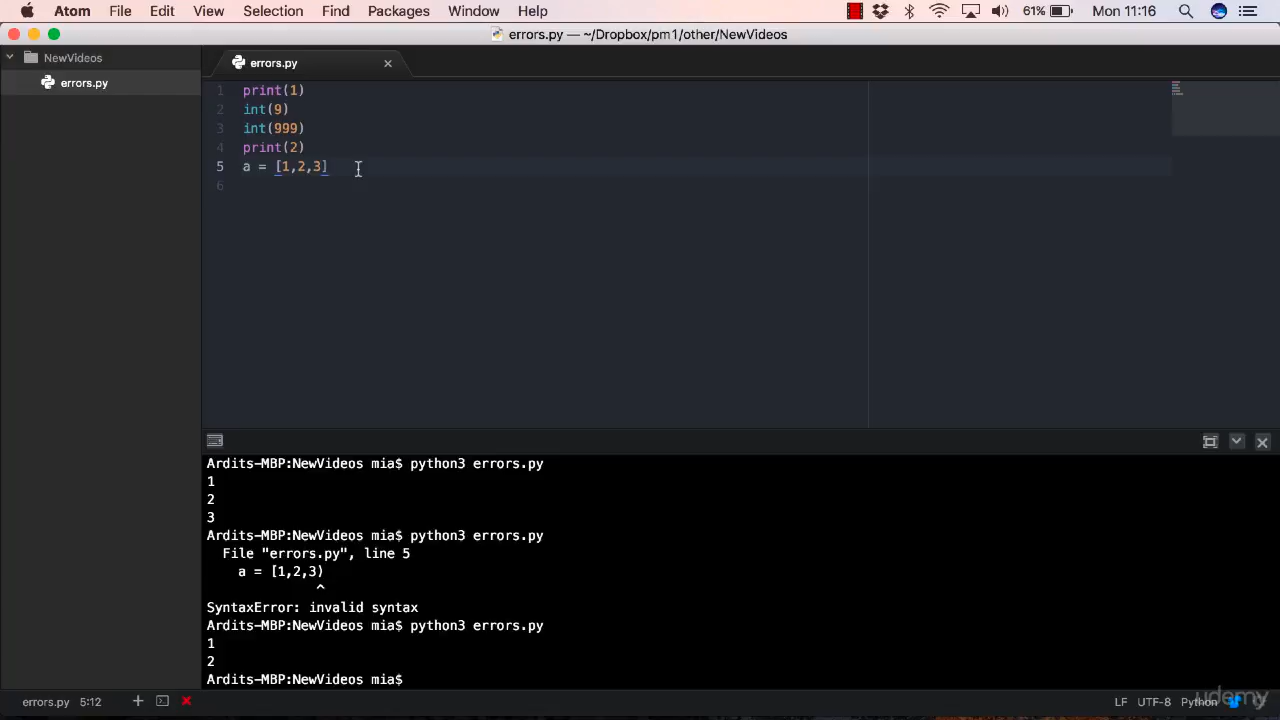 Atom File Edit View Selection Find Packages Window Help 61% Mon 11:16
errors.py — ~/Dropbox/pm1/other/NewVideos
NewVideos
errors.py
errors.py
1 print(1)
2 int(9)
3 int(999)
4 print(2)
5 a = [1,2,3]
6
Ardits-MBP:NewVideos mia$ python3 errors.py
1
2
3
Ardits-MBP:NewVideos mia$ python3 errors.py
File "errors.py", line 5
a = [1,2,3)
^
SyntaxError: invalid syntax
Ardits-MBP:NewVideos mia$ python3 errors.py
1
2
Ardits-MBP:NewVideos mia$
errors.py 5:12 LF UTF-8 Python
udemy